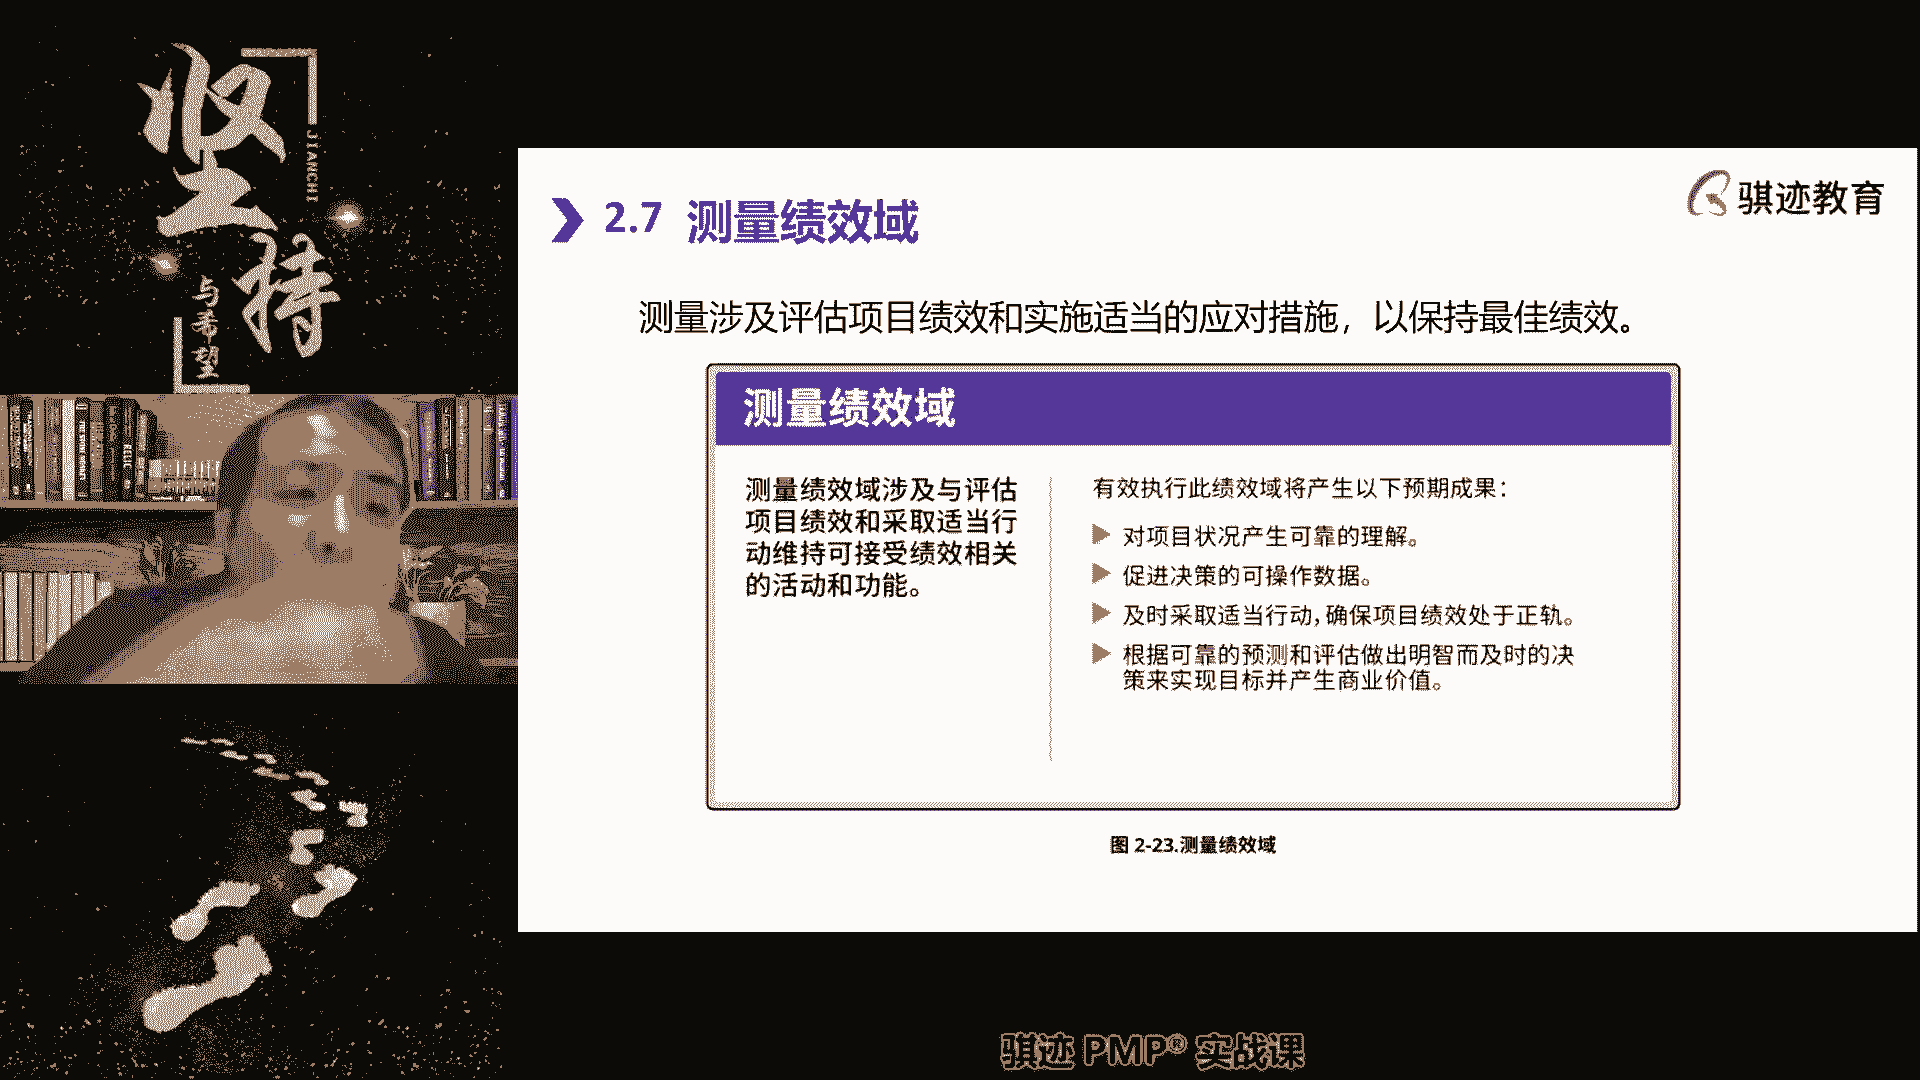 坚持
JIANCHI
与希望
骐迹教育
2.7 测量绩效域
测量涉及评估项目绩效和实施适当的应对措施，以保持最佳绩效。
测量绩效域
测量绩效域涉及与评估
项目绩效和采取适当行
动维持可接受绩效相关
的活动和功能。
有效执行此绩效域将产生以下预期成果：
对项目状况产生可靠的理解。
促进决策的可操作数据。
及时采取适当行动，确保项目绩效处于正轨。
根据可靠的预测和评估做出明智而及时的决
策来实现目标并产生商业价值。
图 2-23.测量绩效域
骐迹 PMP® 实战课